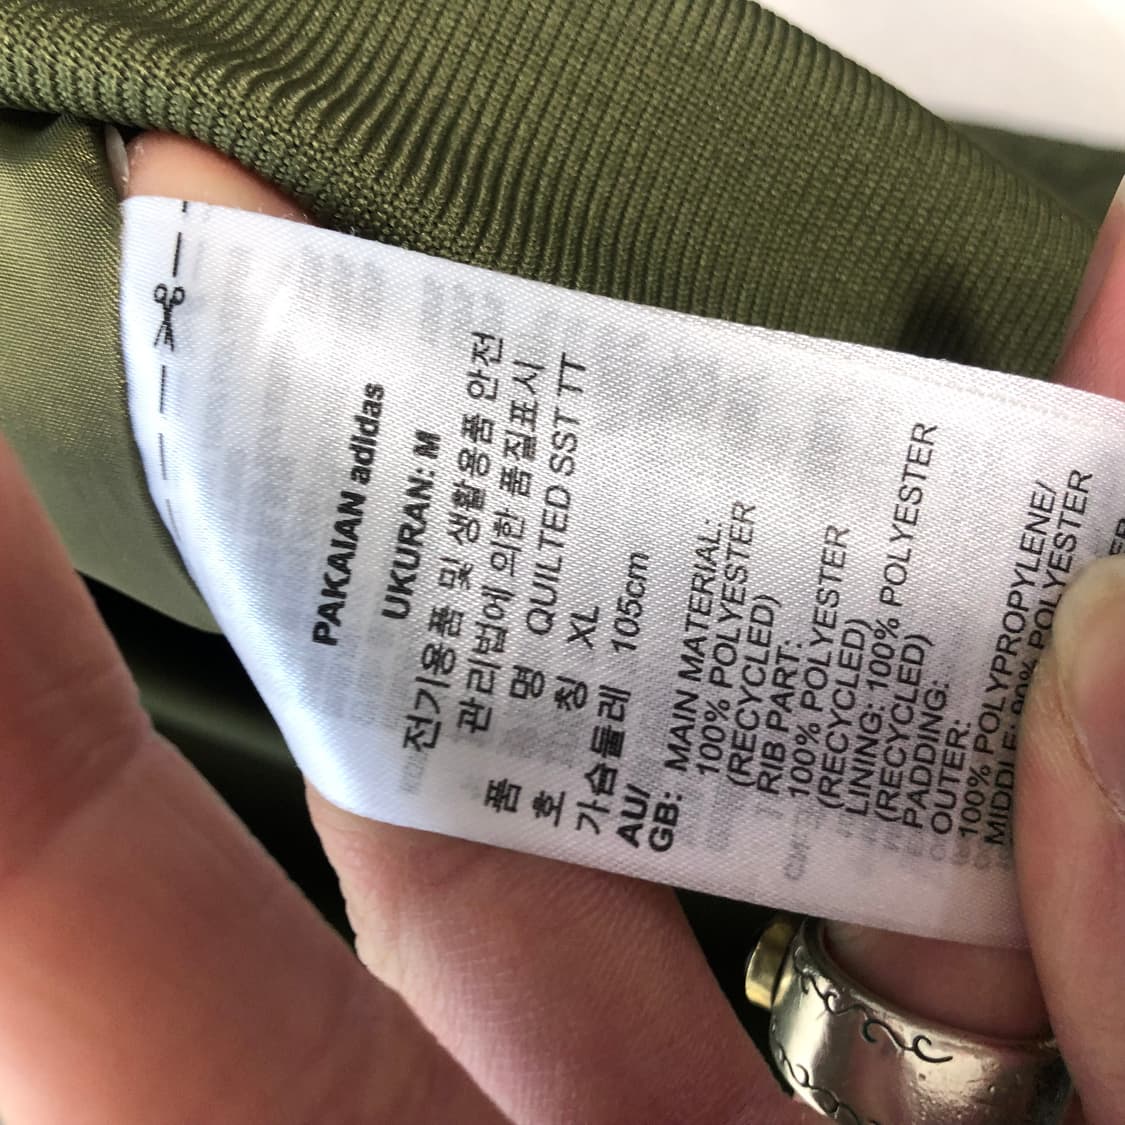 PAKAIAN adidas
UKURAN: M
전기용품 및 생활용품 안전
관리법에 의한 품질표시
품 명 QUILTED SST TT
호 칭 XL
가슴둘레 105cm
AU/
GB: MAIN MATERIAL:
100% POLYESTER
(RECYCLED)
RIB PART:
100% POLYESTER
(RECYCLED)
LINING: 100% POLYESTER
(RECYCLED)
PADDING:
OUTER:
100% POLYPROPYLENE/
MIDDLE: 90% POLYESTER